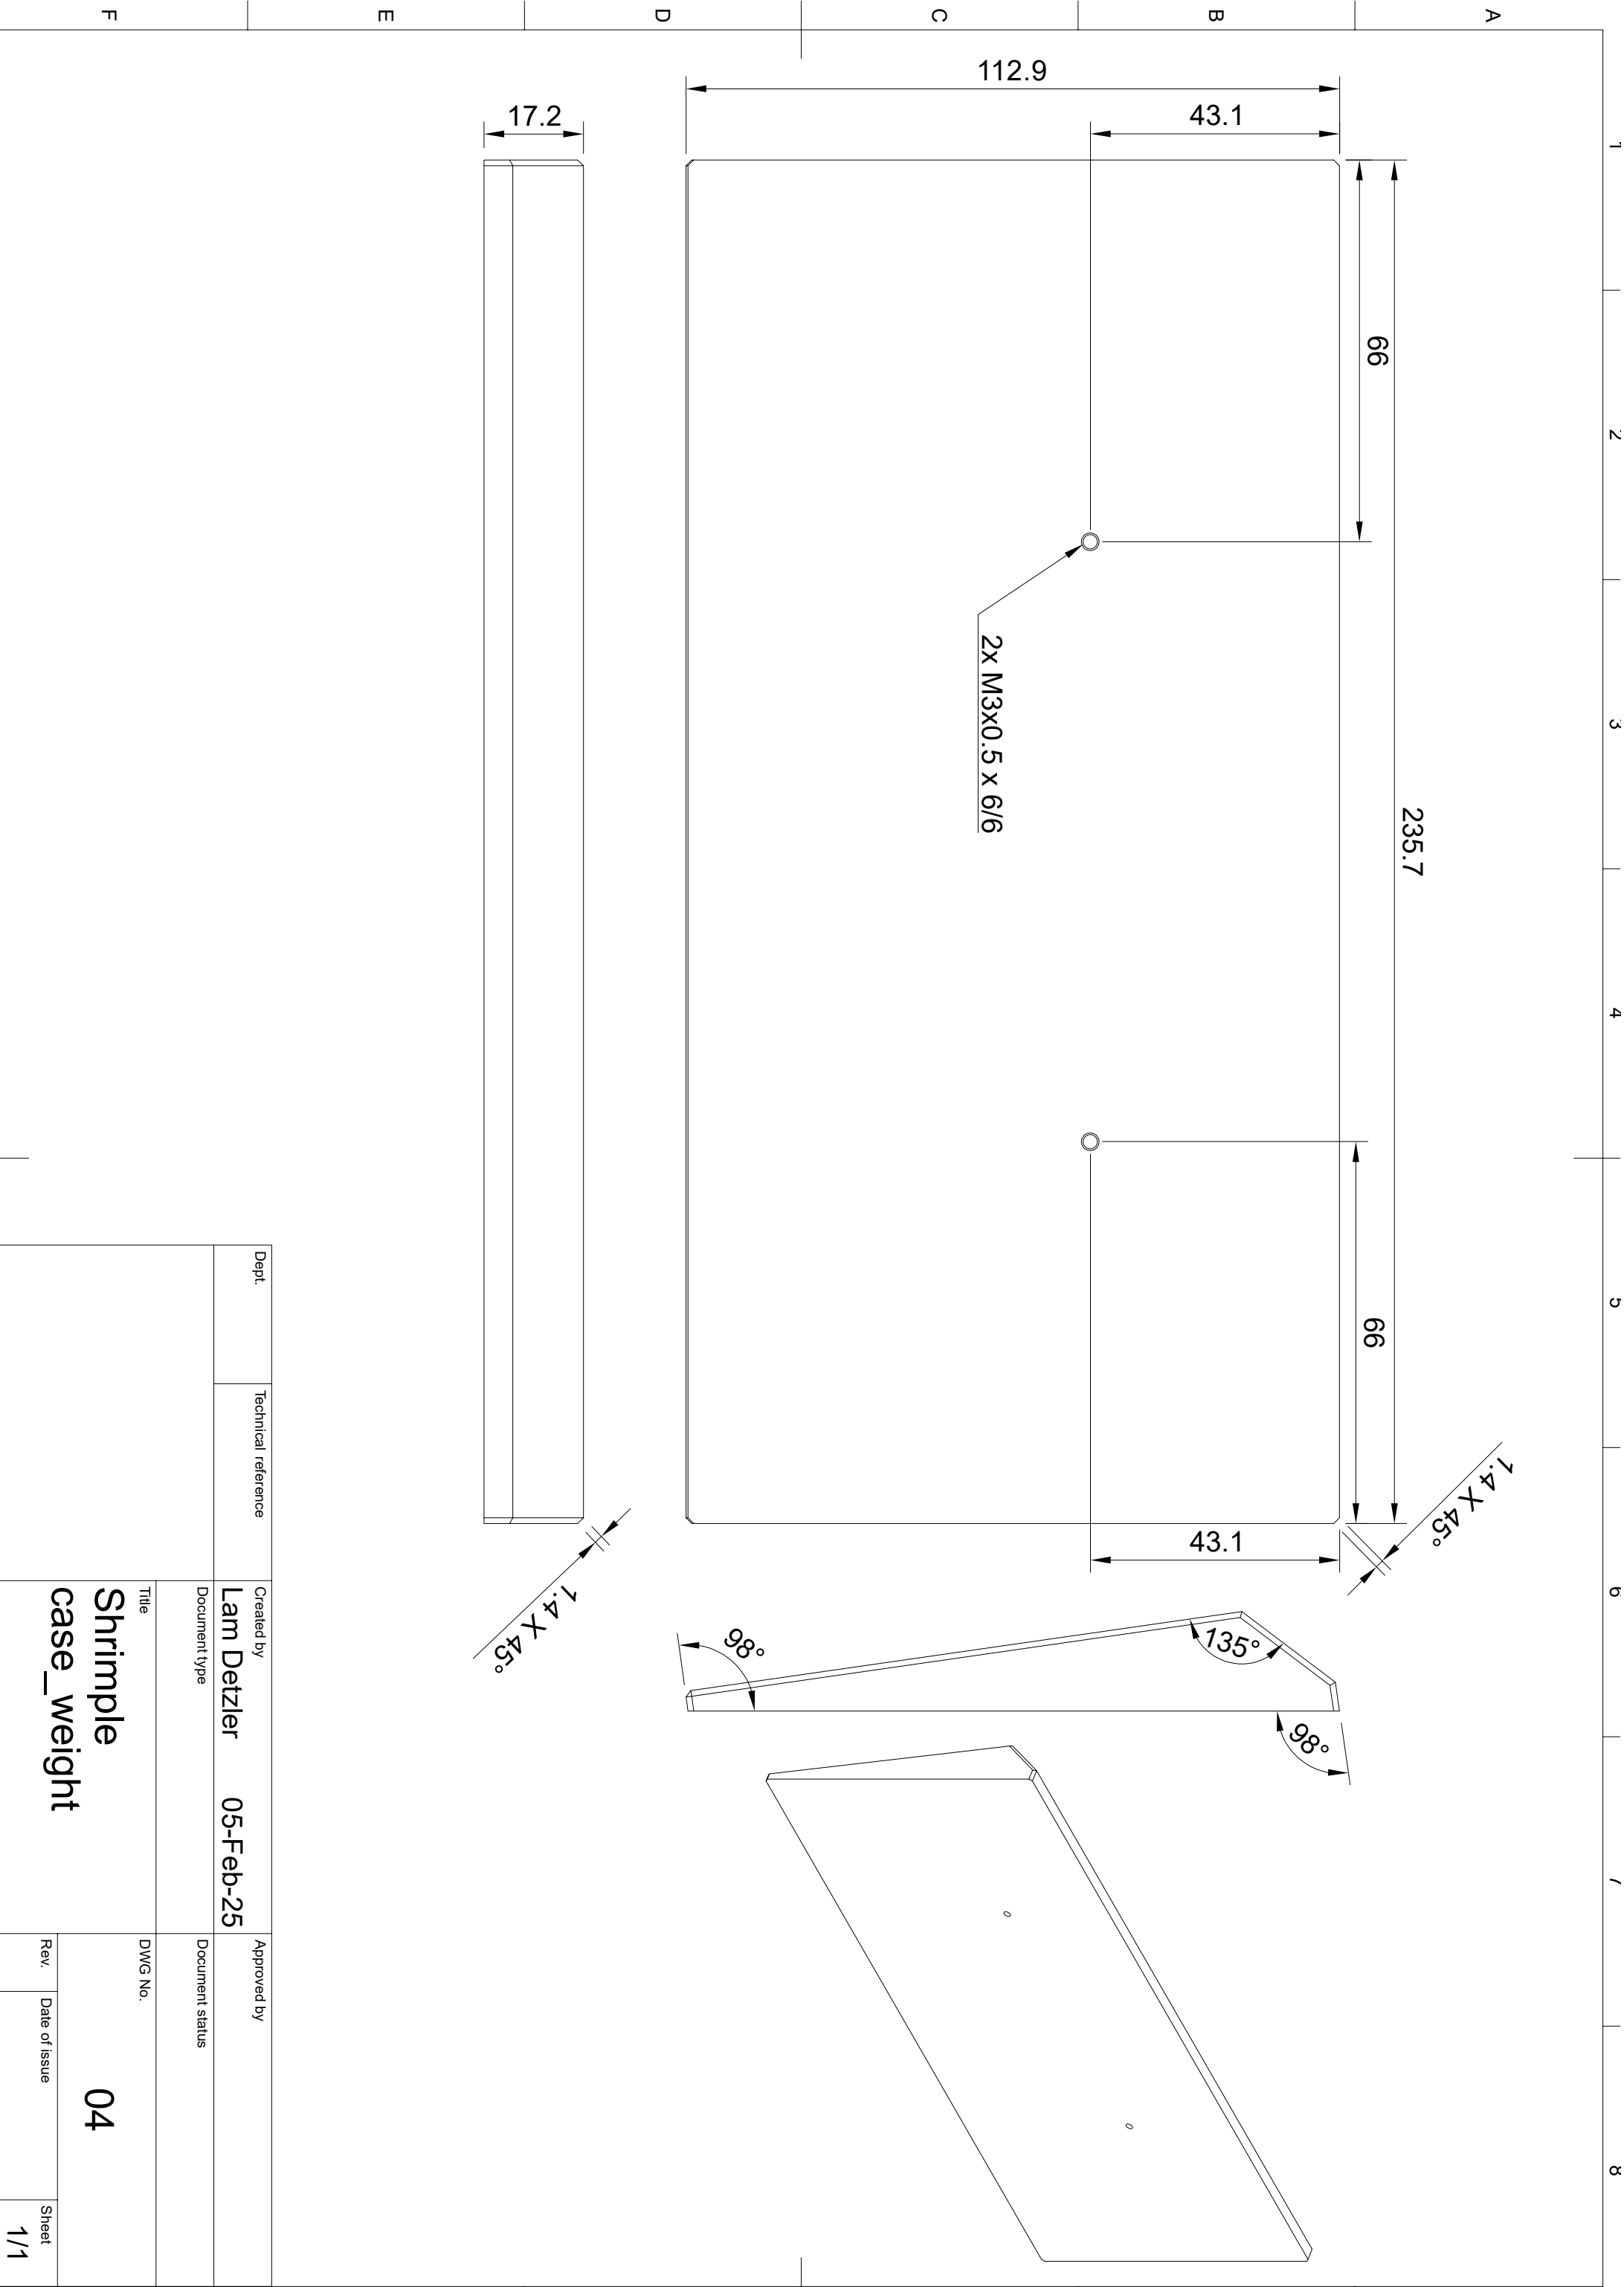 1
2
3
4
5
6
7
8
A
B
C
D
E
F
235.7
66
66
43.1
112.9
43.1
17.2
2x M3x0.5 x 6/6
1.4 X 45°
1.4 X 45°
135°
98°
98°
Dept.
Technical reference
Created by
Lam Detzler 05-Feb-25
Approved by
Document type
Document status
Title
Shrimple
case_weight
DWG No.
04
Rev.
Date of issue
Sheet
1/1